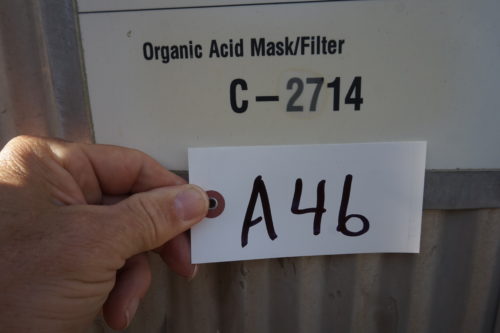 Organic Acid Mask/Filter
C-2714
A46